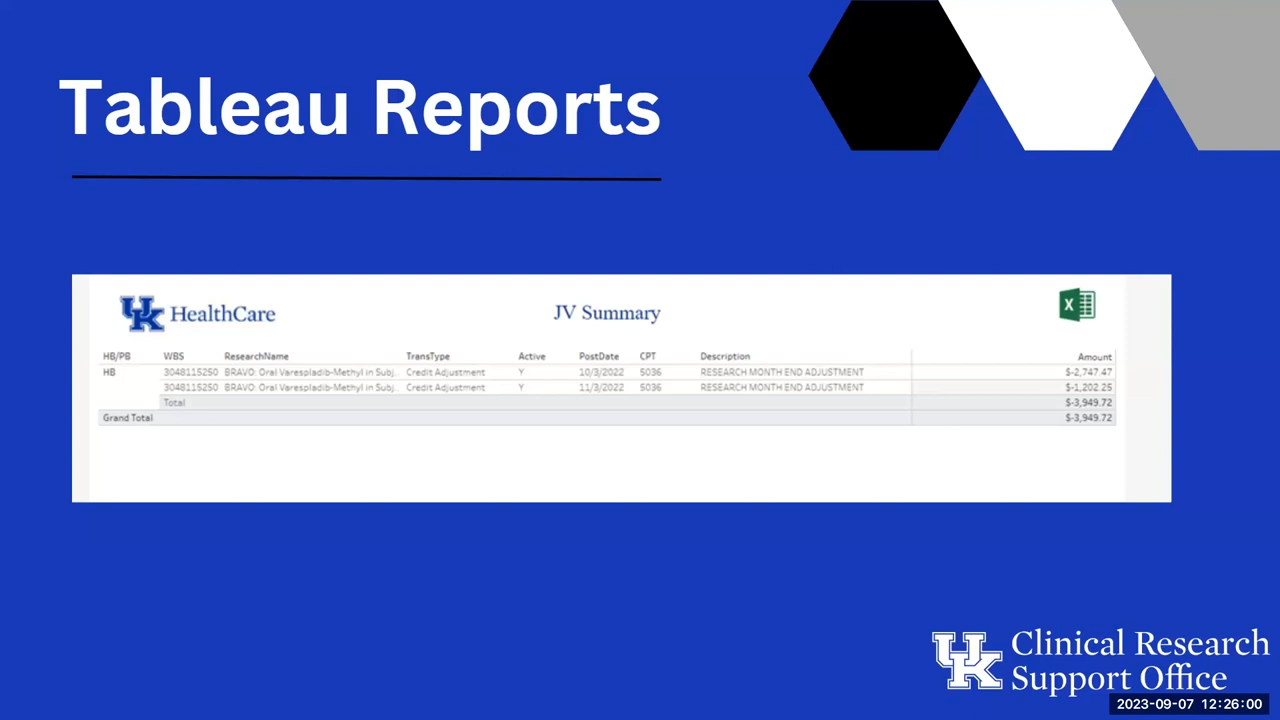 Tableau Reports
UK HealthCare
JV Summary
HB/PB WBS ResearchName TransType Active PostDate CPT Description Amount
HB 3048115250 BRAVO: Oral Varespladib-Methyl in Subj.. Credit Adjustment Y 10/3/2022 5036 RESEARCH MONTH END ADJUSTMENT $-2,747.47
3048115250 BRAVO: Oral Varespladib-Methyl in Subj.. Credit Adjustment Y 11/3/2022 5036 RESEARCH MONTH END ADJUSTMENT $-1,202.25
Total $-3,949.72
Grand Total $-3,949.72
UK Clinical Research
Support Office
2023-09-07 12:26:00